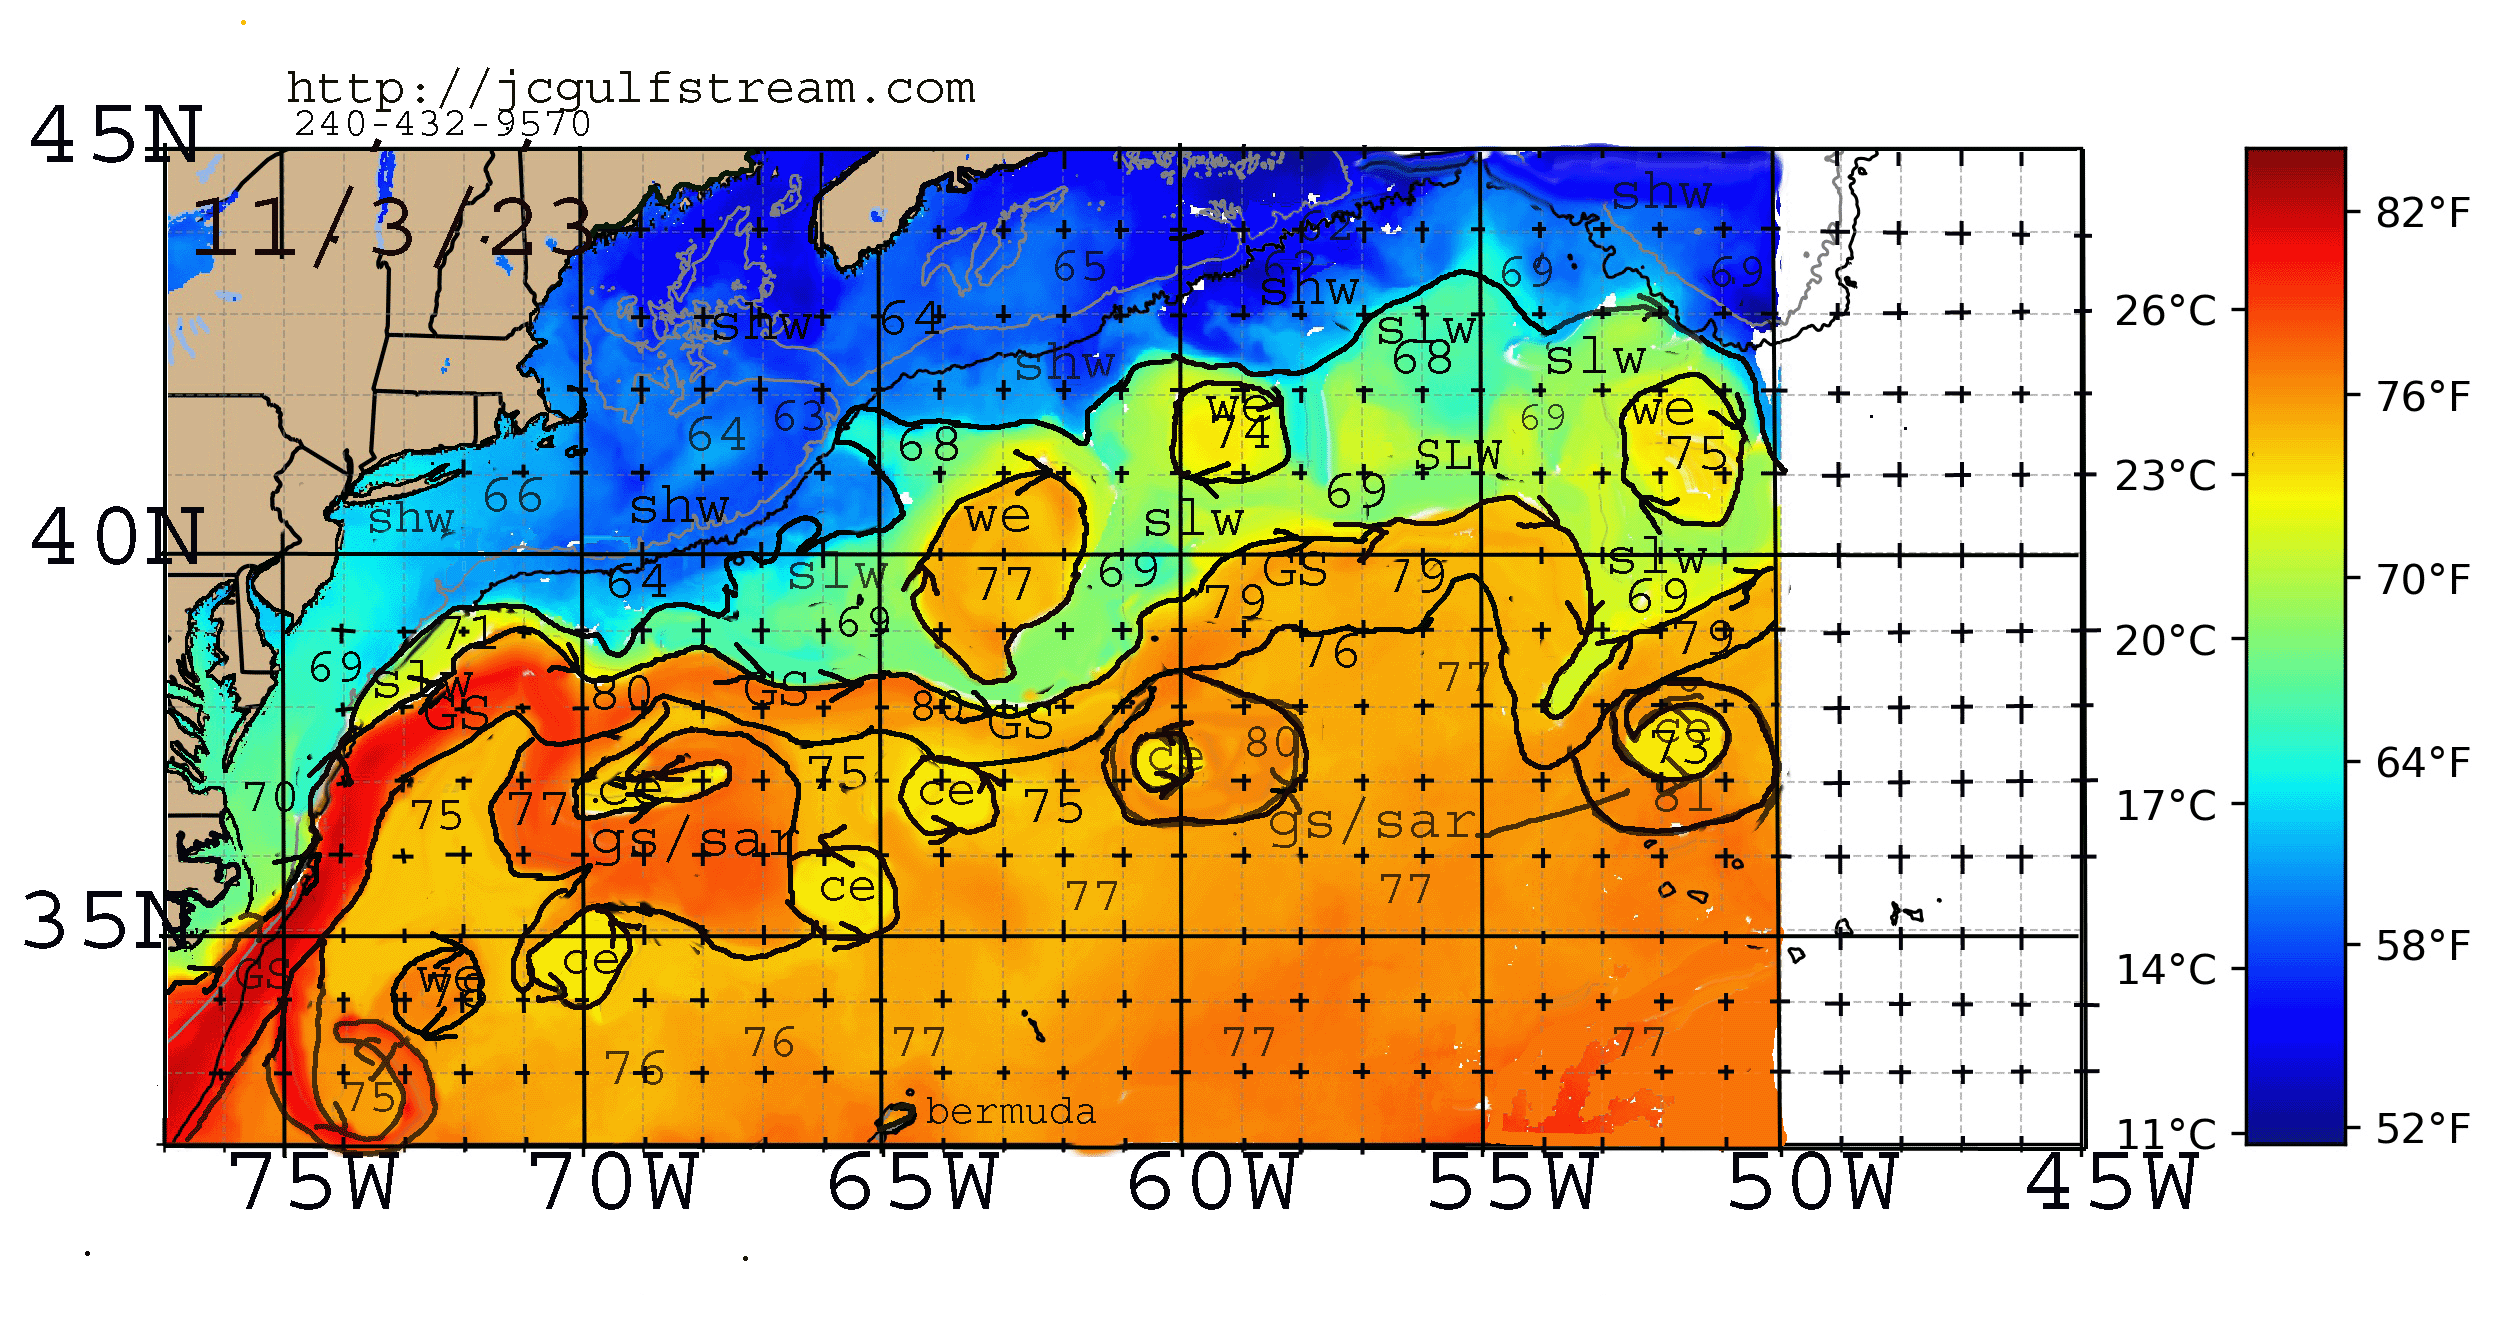 http://jcgulfstream.com
240-432-9570
45N
11/3/23
shw
82°F
62
65
62
69
69
shw
26°C
64
shw
slw
68
shw
slw
76°F
we
74
we
63
64
68
69
SLW
75
23°C
66
shw
shw
69
we
slw
40N
slw
64
slw
77
69
GS
79
79
slw
69
70°F
71
69
79
20°C
69
slw
GS
80
GS
80
GS
76
77
70
75
77
ce
75
ce
75
ce
80
ce
73
81
64°F
17°C
gs/sar
gs/sar
ce
77
77
35N
GS
we
78
ce
14°C
58°F
75
76
76
77
77
77
bermuda
11°C
52°F
75W
70W
65W
60W
55W
50W
45W